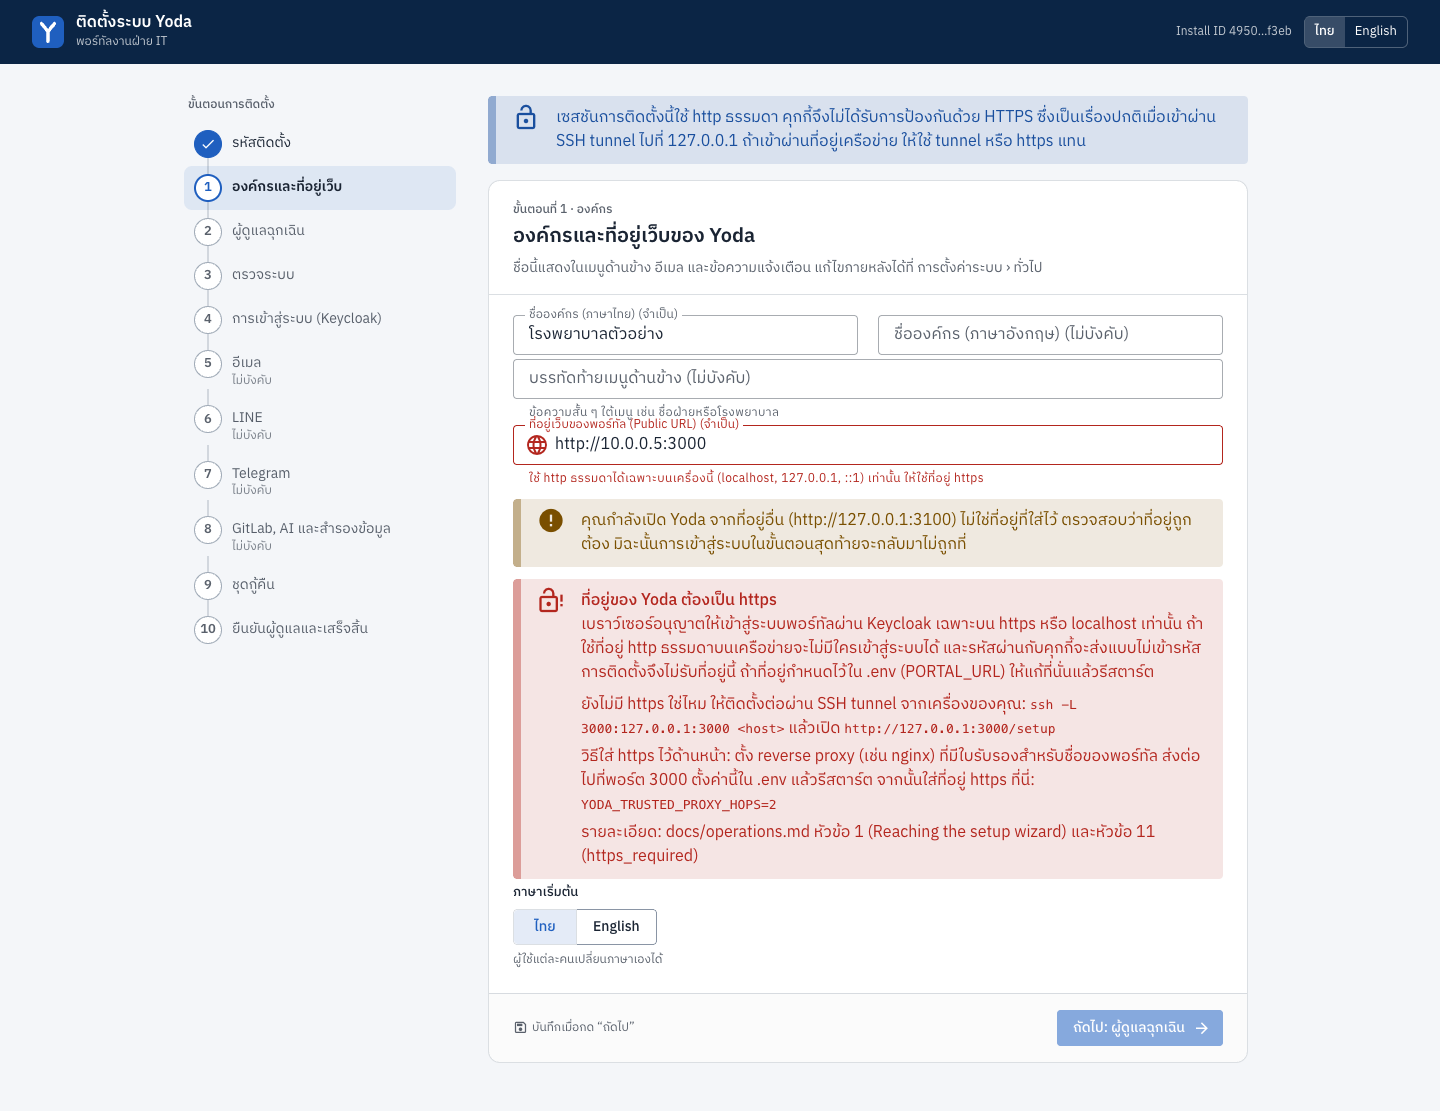 Y
ติดตั้งระบบ Yoda
พอร์ทัลงานฝ่าย IT
Install ID 4950…f3eb
ไทย
English
ขั้นตอนการติดตั้ง
รหัสติดตั้ง
1
องค์กรและที่อยู่เว็บ
2
ผู้ดูแลฉุกเฉิน
3
ตรวจระบบ
4
การเข้าสู่ระบบ (Keycloak)
5
อีเมล
ไม่บังคับ
6
LINE
ไม่บังคับ
7
Telegram
ไม่บังคับ
8
GitLab, AI และสำรองข้อมูล
ไม่บังคับ
9
ชุดกู้คืน
10
ยืนยันผู้ดูแลและเสร็จสิ้น
เซสชันการติดตั้งนี้ใช้ http ธรรมดา คุกกี้จึงไม่ได้รับการป้องกันด้วย HTTPS ซึ่งเป็นเรื่องปกติเมื่อเข้าผ่าน
SSH tunnel ไปที่ 127.0.0.1 ถ้าเข้าผ่านที่อยู่เครือข่าย ให้ใช้ tunnel หรือ https แทน
ขั้นตอนที่ 1 · องค์กร
องค์กรและที่อยู่เว็บของ Yoda
ชื่อนี้แสดงในเมนูด้านข้าง อีเมล และข้อความแจ้งเตือน แก้ไขภายหลังได้ที่ การตั้งค่าระบบ › ทั่วไป
ชื่อองค์กร (ภาษาไทย) (จำเป็น)
โรงพยาบาลตัวอย่าง
ชื่อองค์กร (ภาษาอังกฤษ) (ไม่บังคับ)
บรรทัดท้ายเมนูด้านข้าง (ไม่บังคับ)
ข้อความสั้น ๆ ใต้เมนู เช่น ชื่อฝ่ายหรือโรงพยาบาล
ที่อยู่เว็บของพอร์ทัล (Public URL) (จำเป็น)
http://10.0.0.5:3000
ใช้ http ธรรมดาได้เฉพาะบนเครื่องนี้ (localhost, 127.0.0.1, ::1) เท่านั้น ให้ใช้ที่อยู่ https
คุณกำลังเปิด Yoda จากที่อยู่อื่น (http://127.0.0.1:3100) ไม่ใช่ที่อยู่ที่ใส่ไว้ ตรวจสอบว่าที่อยู่ถูก
ต้อง มิฉะนั้นการเข้าสู่ระบบในขั้นตอนสุดท้ายจะกลับมาไม่ถูกที่
ที่อยู่ของ Yoda ต้องเป็น https
เบราว์เซอร์อนุญาตให้เข้าสู่ระบบพอร์ทัลผ่าน Keycloak เฉพาะบน https หรือ localhost เท่านั้น ถ้า
ใช้ที่อยู่ http ธรรมดาบนเครือข่ายจะไม่มีใครเข้าสู่ระบบได้ และรหัสผ่านกับคุกกี้จะส่งแบบไม่เข้ารหัส
การติดตั้งจึงไม่รับที่อยู่นี้ ถ้าที่อยู่กำหนดไว้ใน .env (PORTAL_URL) ให้แก้ที่นั่นแล้วรีสตาร์ต
ยังไม่มี https ใช่ไหม ให้ติดตั้งต่อผ่าน SSH tunnel จากเครื่องของคุณ: ssh -L
3000:127.0.0.1:3000 <host> แล้วเปิด http://127.0.0.1:3000/setup
วิธีใส่ https ไว้ด้านหน้า: ตั้ง reverse proxy (เช่น nginx) ที่มีใบรับรองสำหรับชื่อของพอร์ทัล ส่งต่อ
ไปที่พอร์ต 3000 ตั้งค่านี้ใน .env แล้วรีสตาร์ต จากนั้นใส่ที่อยู่ https ที่นี่:
YODA_TRUSTED_PROXY_HOPS=2
รายละเอียด: docs/operations.md หัวข้อ 1 (Reaching the setup wizard) และหัวข้อ 11
(https_required)
ภาษาเริ่มต้น
ไทย
English
ผู้ใช้แต่ละคนเปลี่ยนภาษาเองได้
บันทึกเมื่อกด “ถัดไป”
ถัดไป: ผู้ดูแลฉุกเฉิน